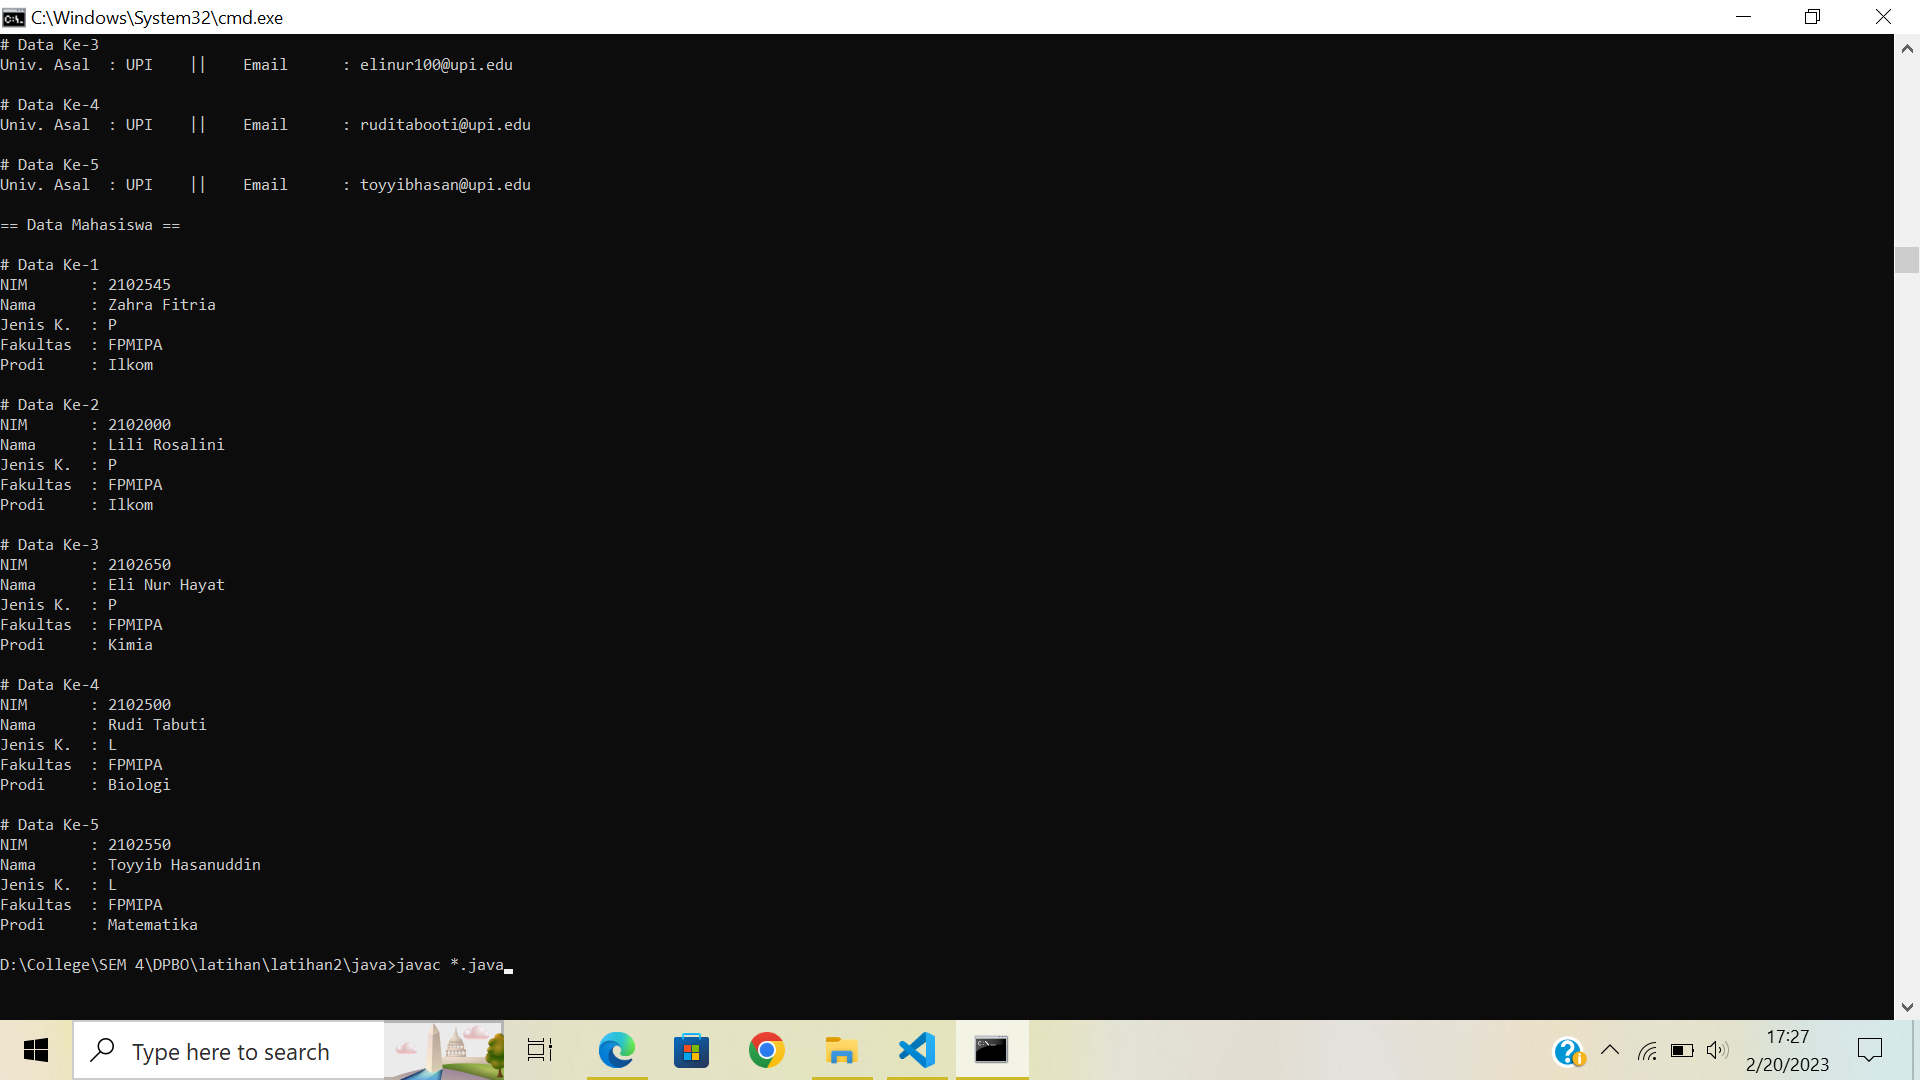 C:\Windows\System32\cmd.exe
# Data Ke-3
Univ. Asal  : UPI    ||    Email      : elinur100@upi.edu
# Data Ke-4
Univ. Asal  : UPI    ||    Email      : ruditabooti@upi.edu
# Data Ke-5
Univ. Asal  : UPI    ||    Email      : toyyibhasan@upi.edu
== Data Mahasiswa ==
# Data Ke-1
NIM       : 2102545
Nama      : Zahra Fitria
Jenis K.  : P
Fakultas  : FPMIPA
Prodi     : Ilkom
# Data Ke-2
NIM       : 2102000
Nama      : Lili Rosalini
Jenis K.  : P
Fakultas  : FPMIPA
Prodi     : Ilkom
# Data Ke-3
NIM       : 2102650
Nama      : Eli Nur Hayat
Jenis K.  : P
Fakultas  : FPMIPA
Prodi     : Kimia
# Data Ke-4
NIM       : 2102500
Nama      : Rudi Tabuti
Jenis K.  : L
Fakultas  : FPMIPA
Prodi     : Biologi
# Data Ke-5
NIM       : 2102550
Nama      : Toyyib Hasanuddin
Jenis K.  : L
Fakultas  : FPMIPA
Prodi     : Matematika
D:\College\SEM 4\DPBO\latihan\latihan2\java>javac *.java
Type here to search
17:27
2/20/2023